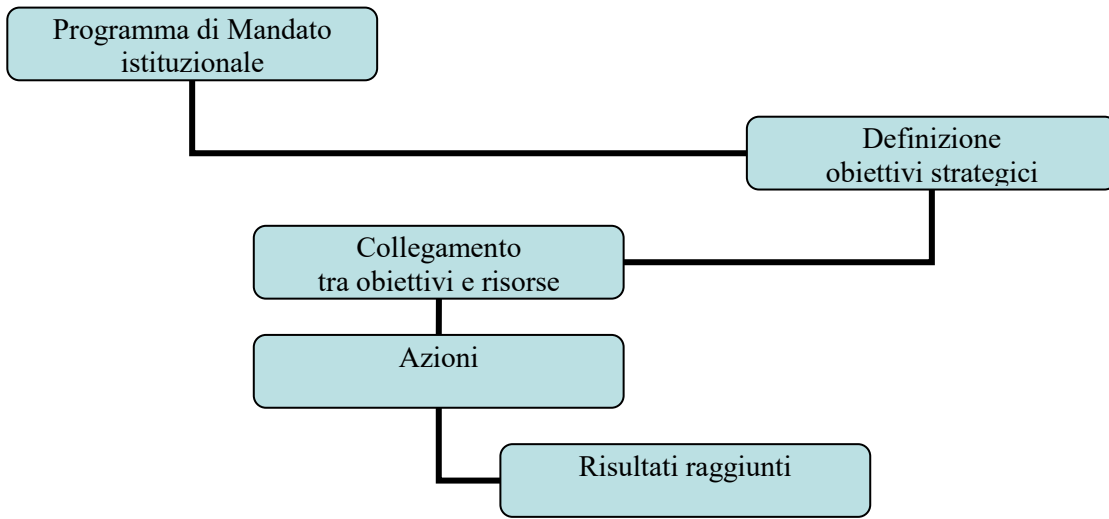 Programma di Mandato
istituzionale
Definizione
obiettivi strategici
Collegamento
tra obiettivi e risorse
Azioni
Risultati raggiunti